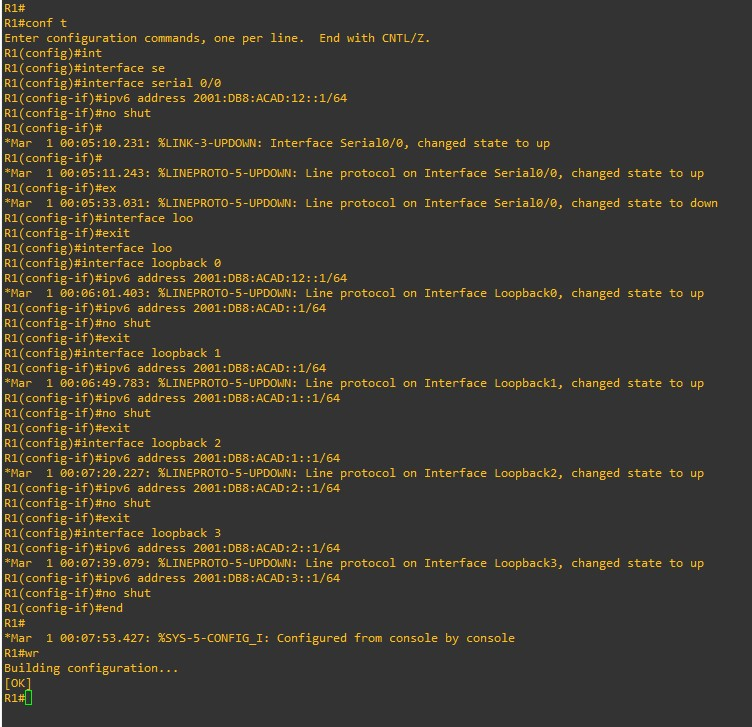 R1#
R1#conf t
Enter configuration commands, one per line.  End with CNTL/Z.
R1(config)#int
R1(config)#interface se
R1(config)#interface serial 0/0
R1(config-if)#ipv6 address 2001:DB8:ACAD:12::1/64
R1(config-if)#no shut
R1(config-if)#
*Mar  1 00:05:10.231: %LINK-3-UPDOWN: Interface Serial0/0, changed state to up
R1(config-if)#
*Mar  1 00:05:11.243: %LINEPROTO-5-UPDOWN: Line protocol on Interface Serial0/0, changed state to up
R1(config-if)#ex
*Mar  1 00:05:33.031: %LINEPROTO-5-UPDOWN: Line protocol on Interface Serial0/0, changed state to down
R1(config-if)#interface loo
R1(config-if)#exit
R1(config)#interface loo
R1(config)#interface loopback 0
R1(config-if)#ipv6 address 2001:DB8:ACAD:12::1/64
*Mar  1 00:06:01.403: %LINEPROTO-5-UPDOWN: Line protocol on Interface Loopback0, changed state to up
R1(config-if)#ipv6 address 2001:DB8:ACAD::1/64
R1(config-if)#no shut
R1(config-if)#exit
R1(config)#interface loopback 1
R1(config-if)#ipv6 address 2001:DB8:ACAD::1/64
*Mar  1 00:06:49.783: %LINEPROTO-5-UPDOWN: Line protocol on Interface Loopback1, changed state to up
R1(config-if)#ipv6 address 2001:DB8:ACAD:1::1/64
R1(config-if)#no shut
R1(config-if)#exit
R1(config)#interface loopback 2
R1(config-if)#ipv6 address 2001:DB8:ACAD:1::1/64
*Mar  1 00:07:20.227: %LINEPROTO-5-UPDOWN: Line protocol on Interface Loopback2, changed state to up
R1(config-if)#ipv6 address 2001:DB8:ACAD:2::1/64
R1(config-if)#no shut
R1(config-if)#exit
R1(config)#interface loopback 3
R1(config-if)#ipv6 address 2001:DB8:ACAD:2::1/64
*Mar  1 00:07:39.079: %LINEPROTO-5-UPDOWN: Line protocol on Interface Loopback3, changed state to up
R1(config-if)#ipv6 address 2001:DB8:ACAD:3::1/64
R1(config-if)#no shut
R1(config-if)#end
R1#
*Mar  1 00:07:53.427: %SYS-5-CONFIG_I: Configured from console by console
R1#wr
Building configuration...
[OK]
R1#